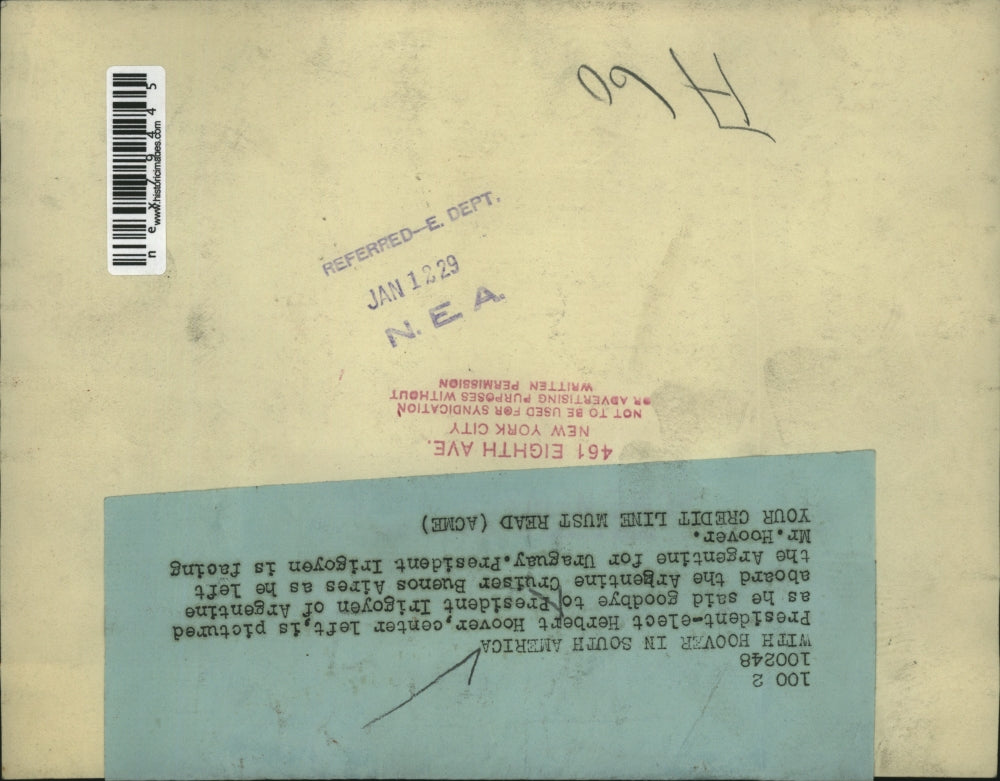 n e x 7 9 4 4 5
www.historicimages.com
REFERRED—E. DEPT.
JAN 12 29
N. E. A.
461 EIGHTH AVE.
NEW YORK CITY
NOT TO BE USED FOR SYNDICATION
OR ADVERTISING PURPOSES WITHOUT
WRITTEN PERMISSION
100 2
100248
WITH HOOVER IN SOUTH AMERICA
President-elect Herbert Hoover,center left,is pictured
as he said goodbye to President Irigoyen of Argentine
aboard the Argentine Cruiser Buenos Aires as he left
the Argentine for Uraguay.President Irigoyen is facing
Mr.Hoover.
YOUR CREDIT LINE MUST READ (ACME)